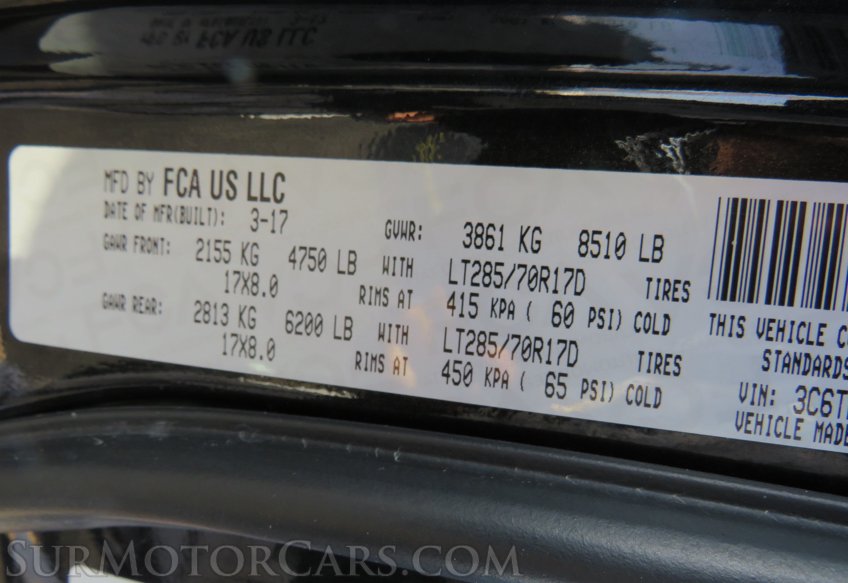 MFD BY FCA US LLC
DATE OF MFR(BUILT): 3-17 GVWR: 3861 KG 8510 LB
GAWR FRONT: 2155 KG 4750 LB WITH LT285/70R17D TIRES
17X8.0 RIMS AT 415 KPA ( 60 PSI) COLD
GAWR REAR: 2813 KG 6200 LB WITH LT285/70R17D TIRES
17X8.0 RIMS AT 450 KPA ( 65 PSI) COLD
THIS VEHICLE
STANDARDS
VIN: 3C6T
VEHICLE MADE
SurMotorCars.com